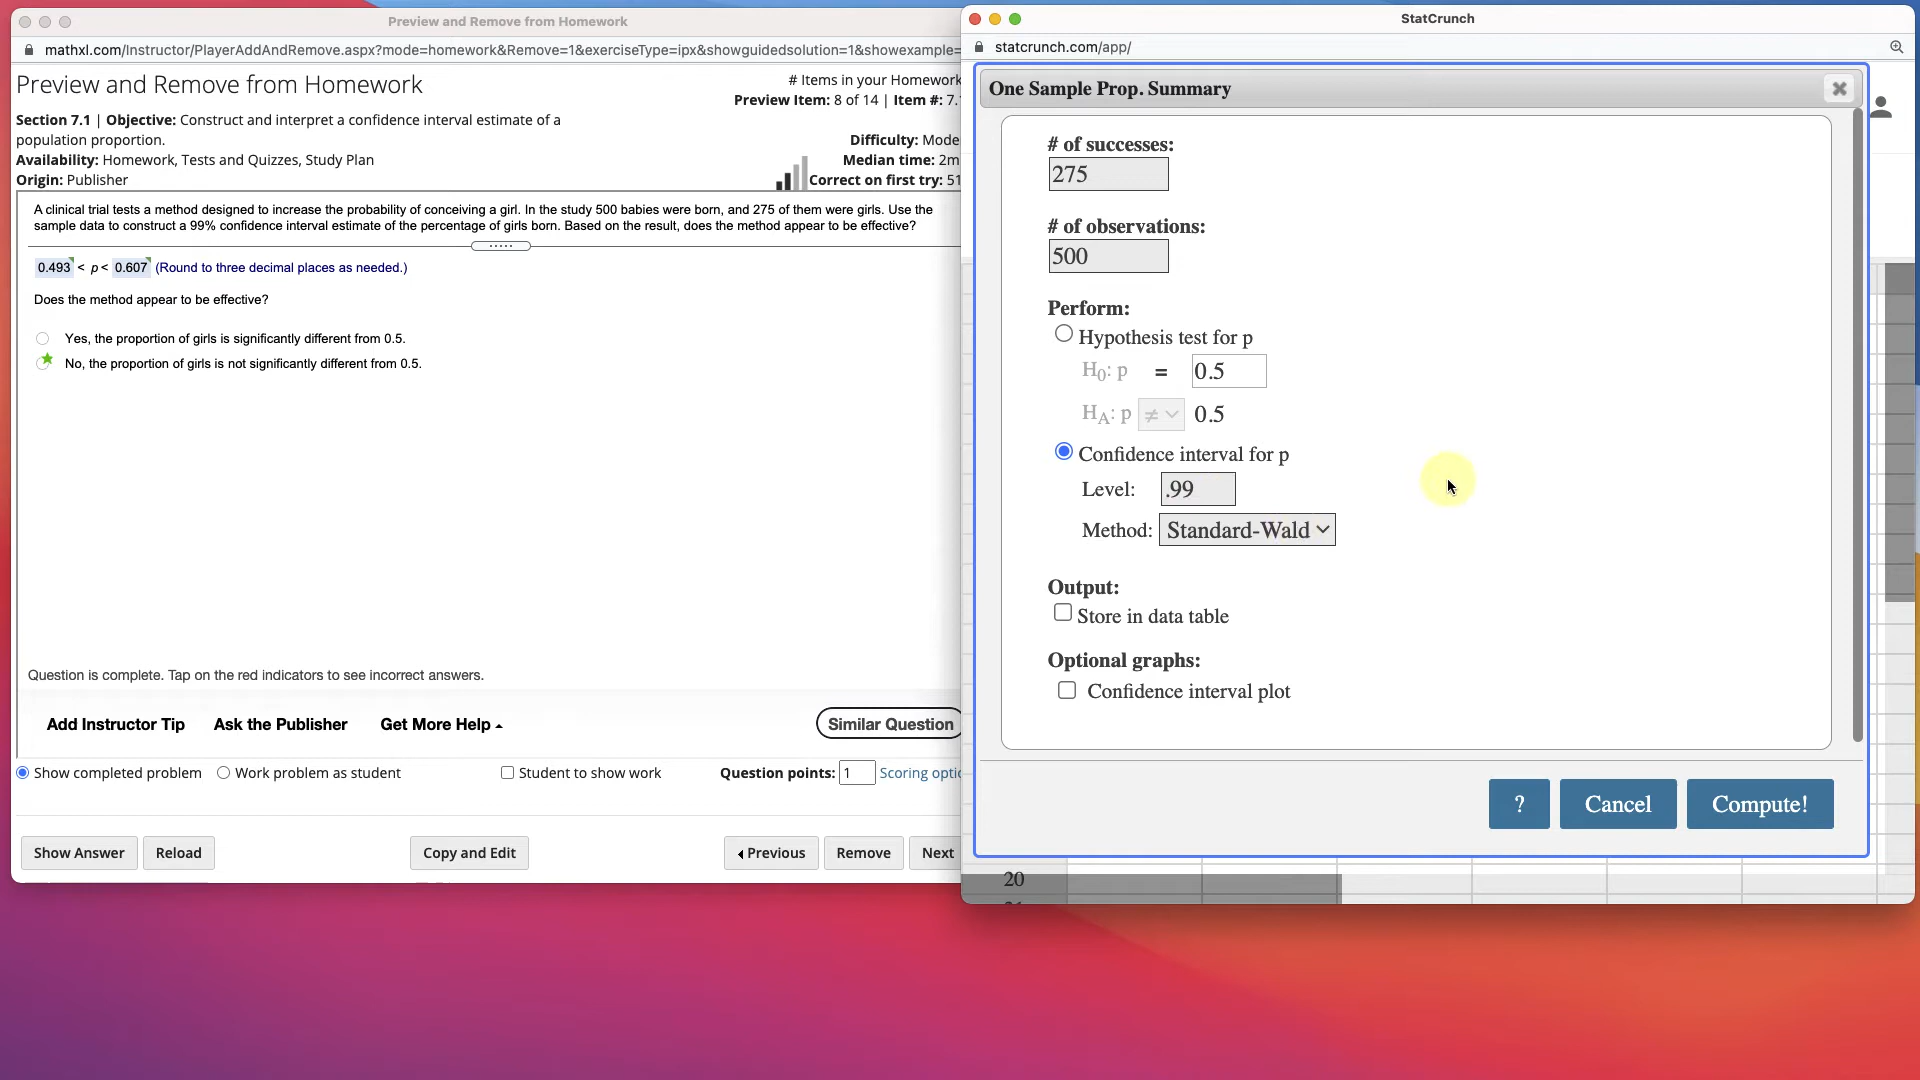 Preview and Remove from Homework
mathxl.com/Instructor/PlayerAddAndRemove.aspx?mode=homework&Remove=1&exerciseType=ipx&showguidedsolution=1&showexample=
Preview and Remove from Homework
# Items in your Homework
Preview Item: 8 of 14 | Item #: 7.
Section 7.1 | Objective: Construct and interpret a confidence interval estimate of a
population proportion.
Difficulty: Mode
Availability: Homework, Tests and Quizzes, Study Plan
Median time: 2m
Origin: Publisher
Correct on first try: 51
A clinical trial tests a method designed to increase the probability of conceiving a girl. In the study 500 babies were born, and 275 of them were girls. Use the
sample data to construct a 99% confidence interval estimate of the percentage of girls born. Based on the result, does the method appear to be effective?
0.493 < p < 0.607 (Round to three decimal places as needed.)
Does the method appear to be effective?
Yes, the proportion of girls is significantly different from 0.5.
No, the proportion of girls is not significantly different from 0.5.
Question is complete. Tap on the red indicators to see incorrect answers.
Add Instructor Tip Ask the Publisher Get More Help Similar Question
Show completed problem Work problem as student Student to show work Question points: 1 Scoring optio
Show Answer Reload Copy and Edit Previous Remove Next
StatCrunch
statcrunch.com/app/
One Sample Prop. Summary
# of successes:
275
# of observations:
500
Perform:
Hypothesis test for p
H0: p = 0.5
HA: p ≠ 0.5
Confidence interval for p
Level: .99
Method: Standard-Wald
Output:
Store in data table
Optional graphs:
Confidence interval plot
? Cancel Compute!
20